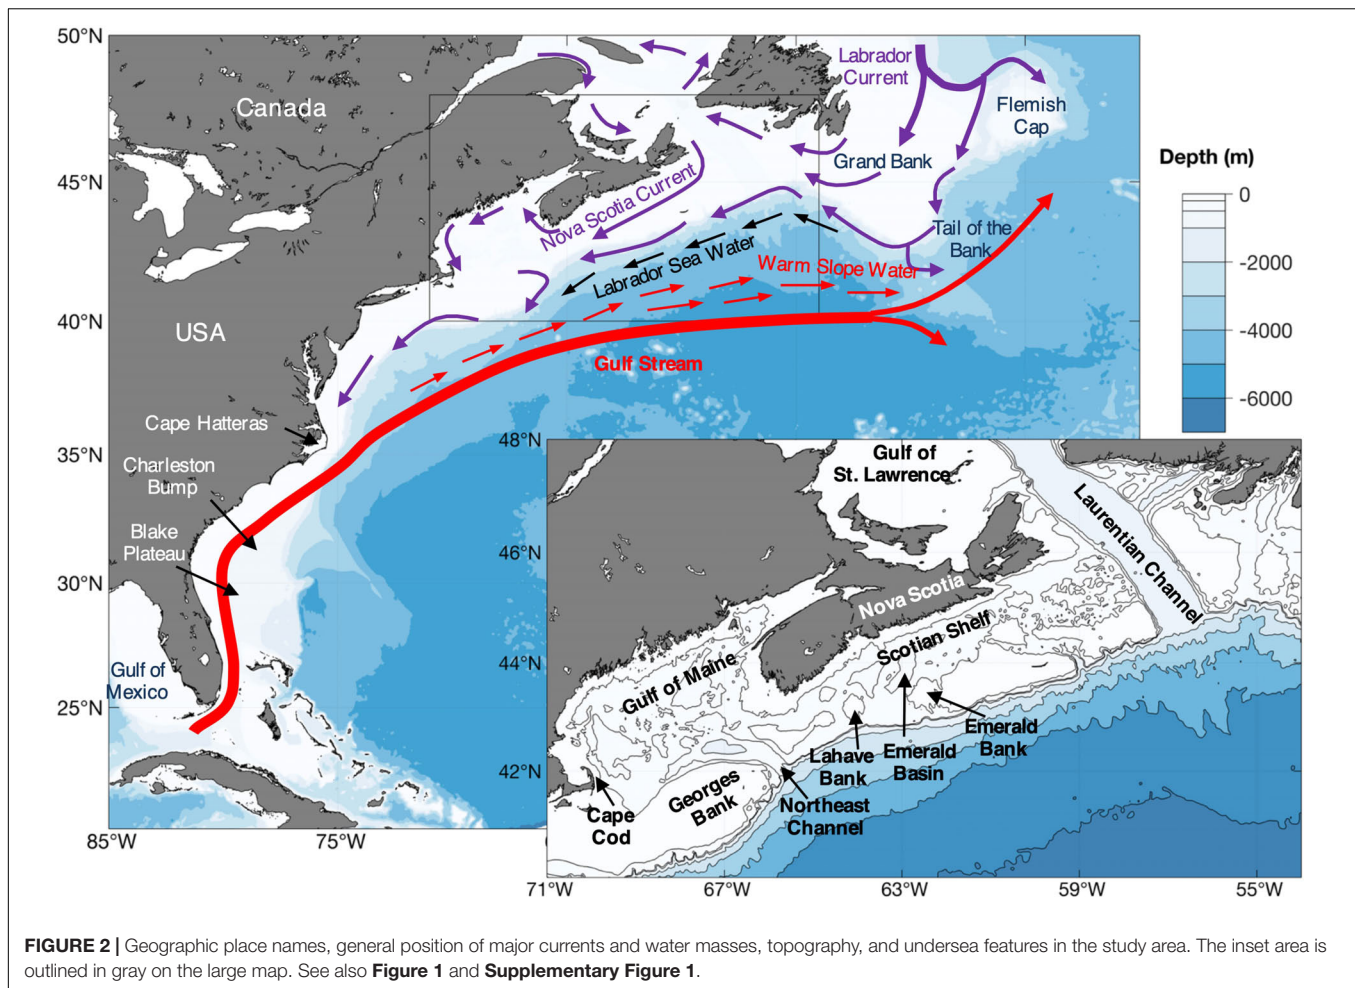 50°N
45°N
40°N
35°N
30°N
25°N
85°W
75°W
Canada
USA
Labrador
Current
Flemish
Cap
Grand Bank
Tail of the
Bank
Nova Scotia Current
Labrador Sea Water
Warm Slope Water
Gulf Stream
Cape Hatteras
Charleston
Bump
Blake
Plateau
Gulf of
Mexico
Depth (m)
0
-2000
-4000
-6000
48°N
46°N
44°N
42°N
71°W
67°W
63°W
59°W
55°W
Gulf of
St. Lawrence
Laurentian Channel
Nova Scotia
Scotian Shelf
Gulf of Maine
Emerald
Bank
Emerald
Basin
Lahave
Bank
Northeast
Channel
Georges
Bank
Cape
Cod
FIGURE 2 | Geographic place names, general position of major currents and water masses, topography, and undersea features in the study area. The inset area is
outlined in gray on the large map. See also Figure 1 and Supplementary Figure 1.